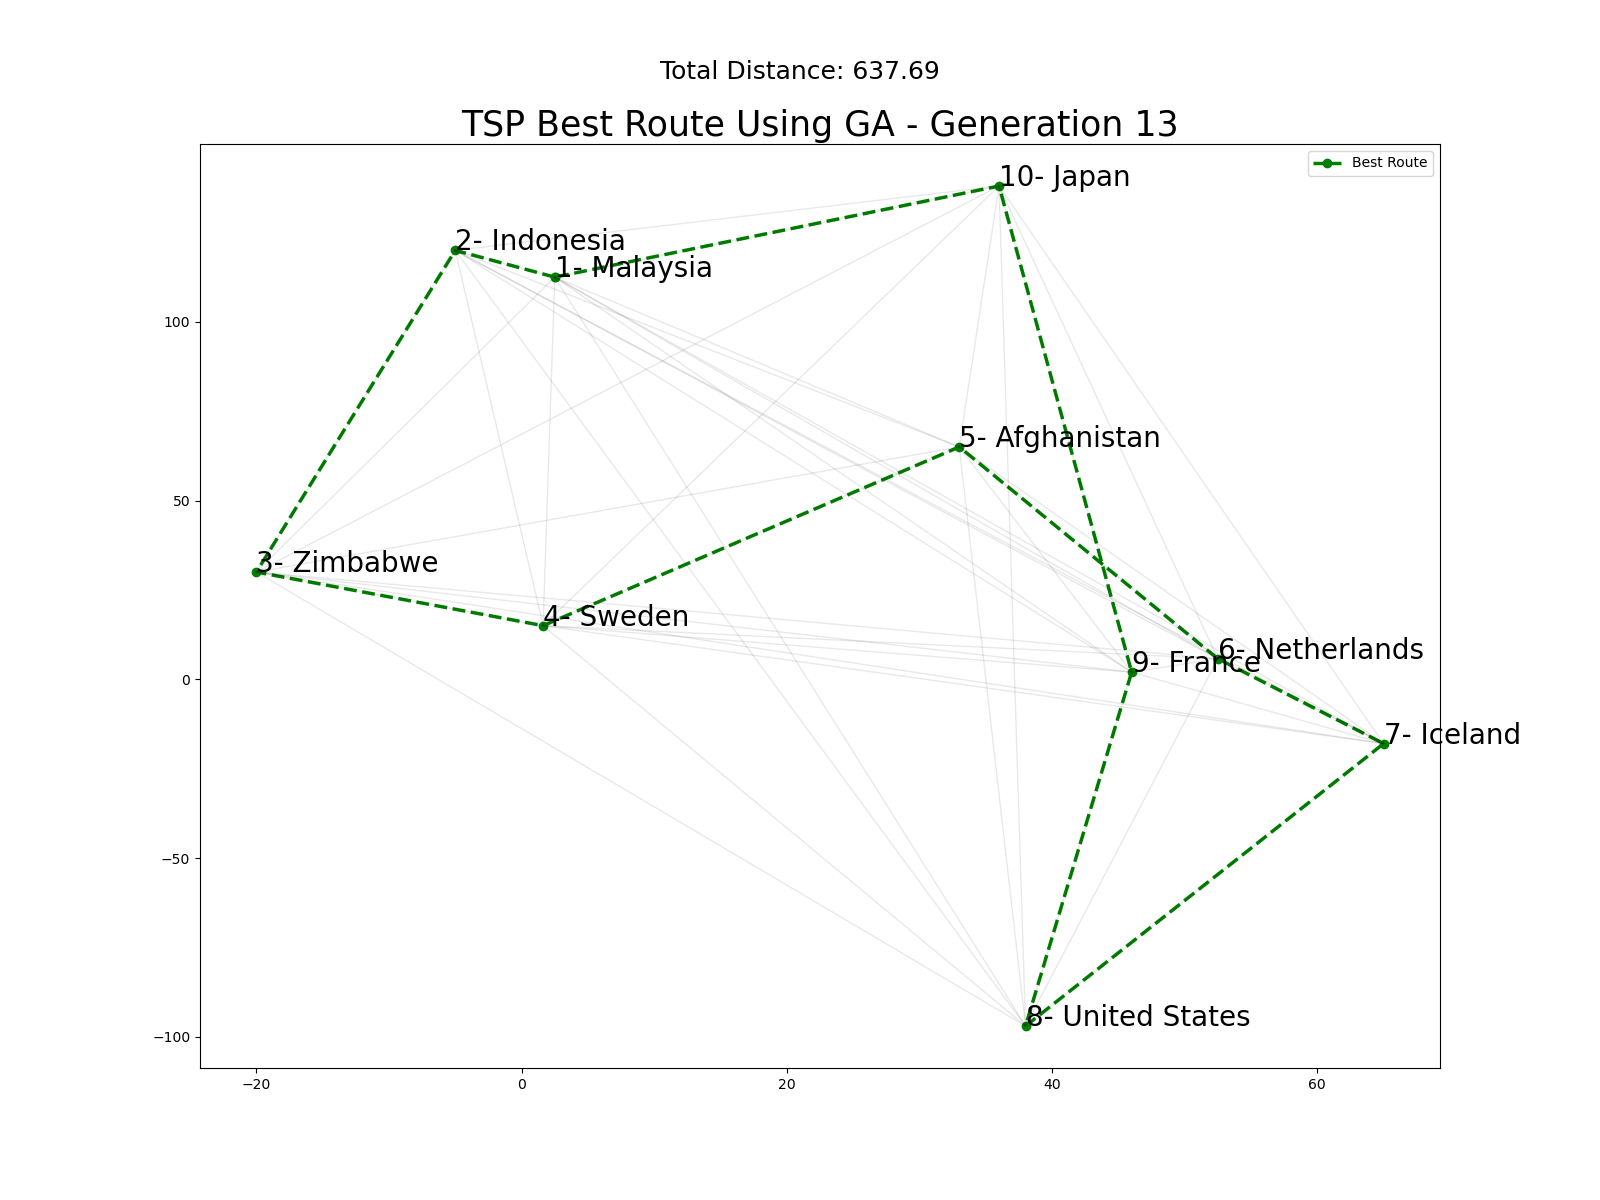 Total Distance: 637.69
TSP Best Route Using GA - Generation 13
Best Route
10- Japan
2- Indonesia
1- Malaysia
5- Afghanistan
3- Zimbabwe
4- Sweden
6- Netherlands
9- France
7- Iceland
8- United States
100
50
0
−50
−100
−20
0
20
40
60